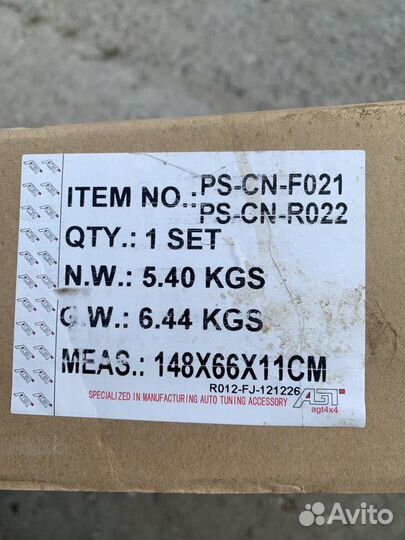 ITEM NO.: PS-CN-F021
PS-CN-R022
QTY.: 1 SET
N.W.: 5.40 KGS
G.W.: 6.44 KGS
MEAS.: 148X66X11CM
R012-FJ-121226
SPECIALIZED IN MANUFACTURING AUTO TUNING ACCESSORY
AGT
agt4x4
Avito